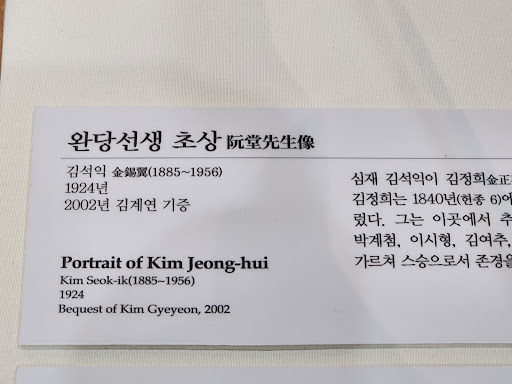 완당선생 초상 阮堂先生像
김석익 金錫翼(1885~1956)
1924년
2002년 김계연 기증
Portrait of Kim Jeong-hui
Kim Seok-ik(1885~1956)
1924
Bequest of Kim Gyeyeon, 2002
심재 김석익이 김정희金正
김정희는 1840년(헌종 6)에
렀다. 그는 이곳에서 추
박계첨, 이시형, 김여추,
가르쳐 스승으로서 존경을